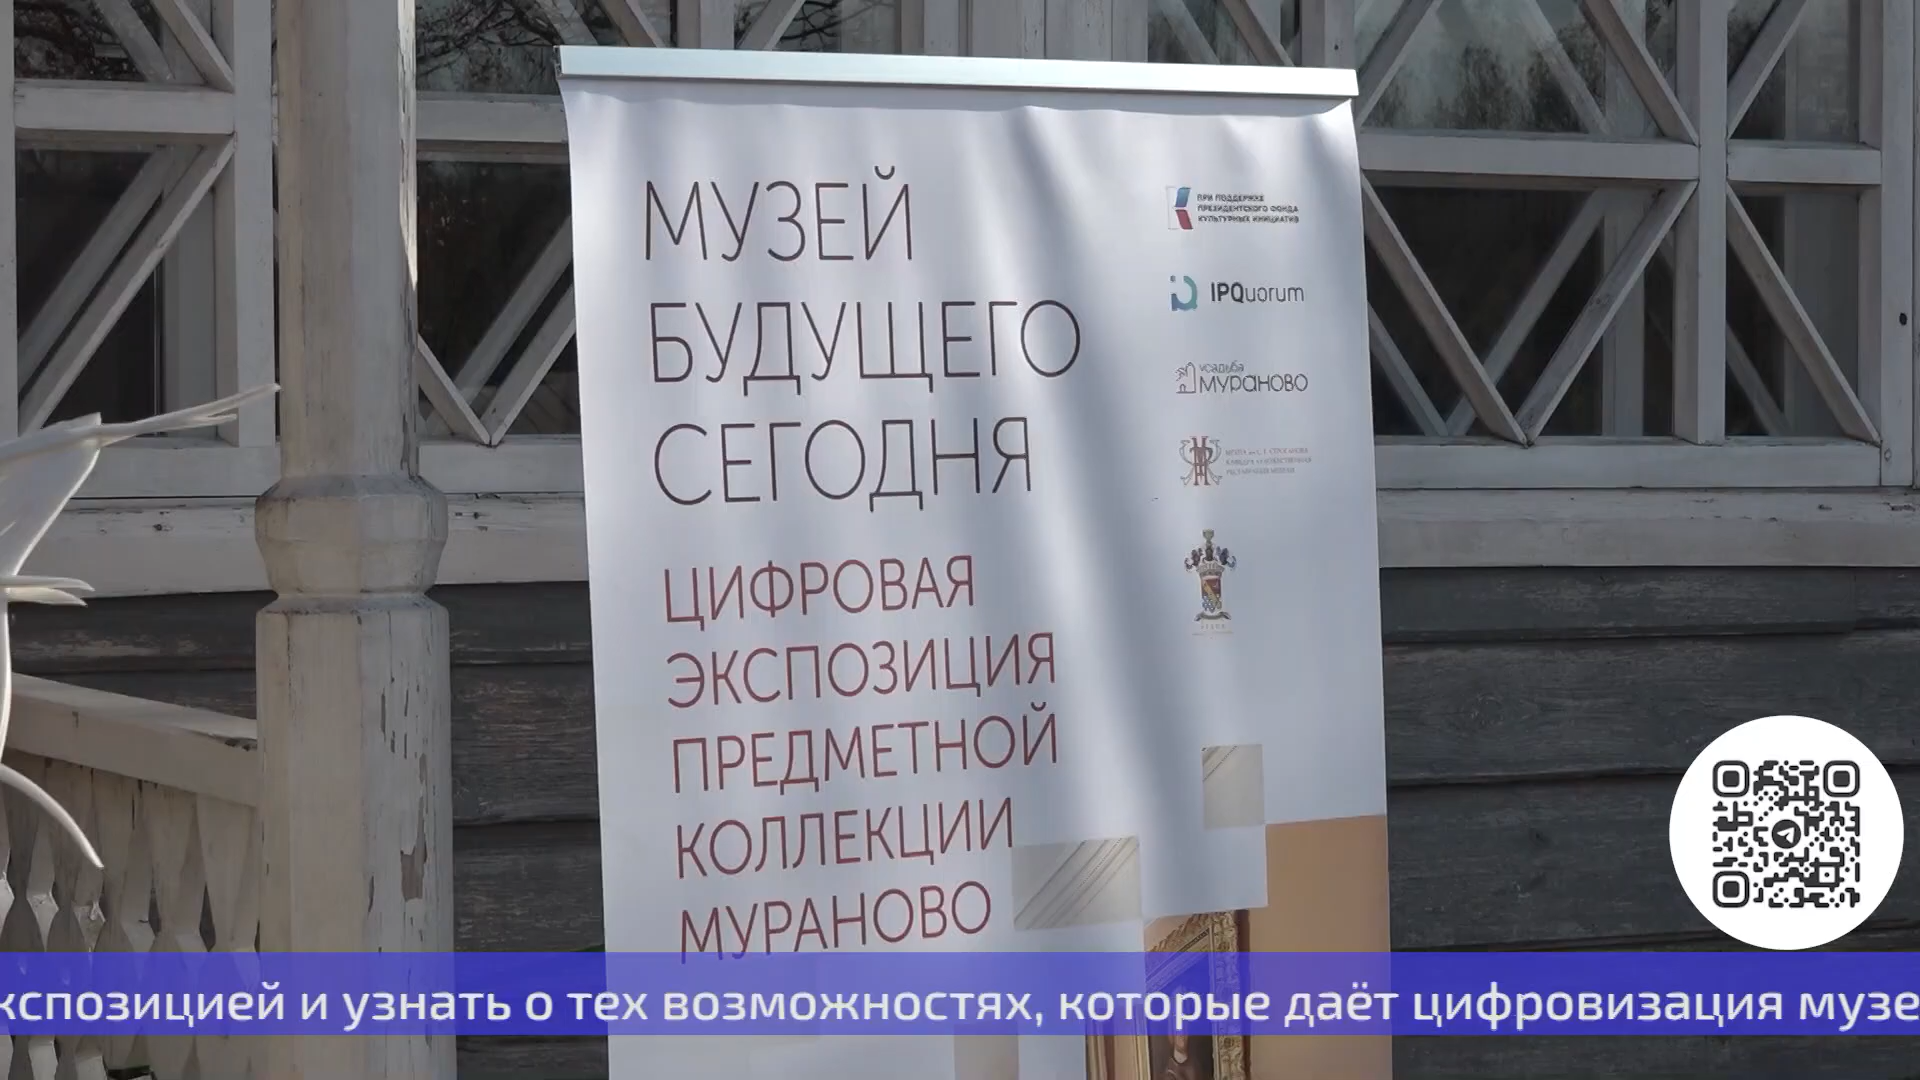 МУЗЕЙ
БУДУЩЕГО
СЕГОДНЯ
ЦИФРОВАЯ
ЭКСПОЗИЦИЯ
ПРЕДМЕТНОЙ
КОЛЛЕКЦИИ
МУРАНОВО
ПРИ ПОДДЕРЖКЕ
ПРЕЗИДЕНТСКОГО ФОНДА
КУЛЬТУРНЫХ ИНИЦИАТИВ
IPQuorum
усадьба
мураново
кспозицией и узнать о тех возможностях, которые даёт цифровизация музе